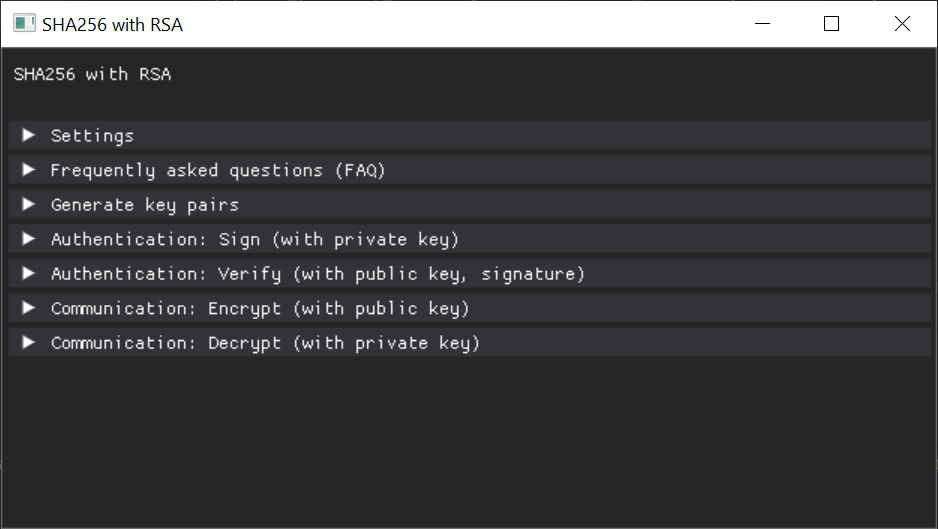 SHA256 with RSA
SHA256 with RSA
Settings
Frequently asked questions (FAQ)
Generate key pairs
Authentication: Sign (with private key)
Authentication: Verify (with public key, signature)
Communication: Encrypt (with public key)
Communication: Decrypt (with private key)